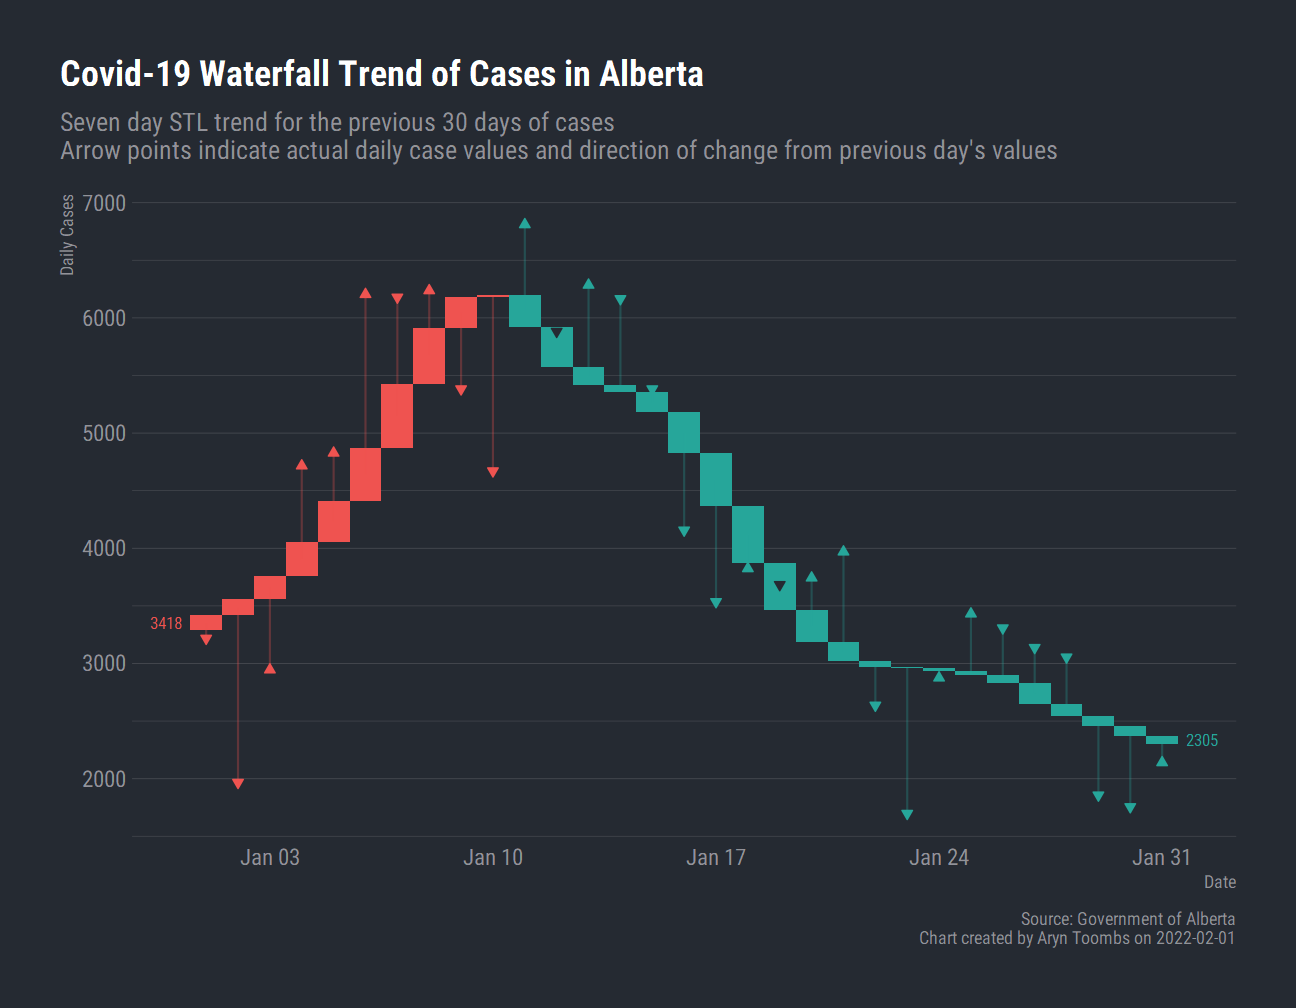 Covid-19 Waterfall Trend of Cases in Alberta
Seven day STL trend for the previous 30 days of cases
Arrow points indicate actual daily case values and direction of change from previous day's values
Daily Cases
7000
6000
5000
4000
3000
2000
3418
2305
Jan 03
Jan 10
Jan 17
Jan 24
Jan 31
Date
Source: Government of Alberta
Chart created by Aryn Toombs on 2022-02-01